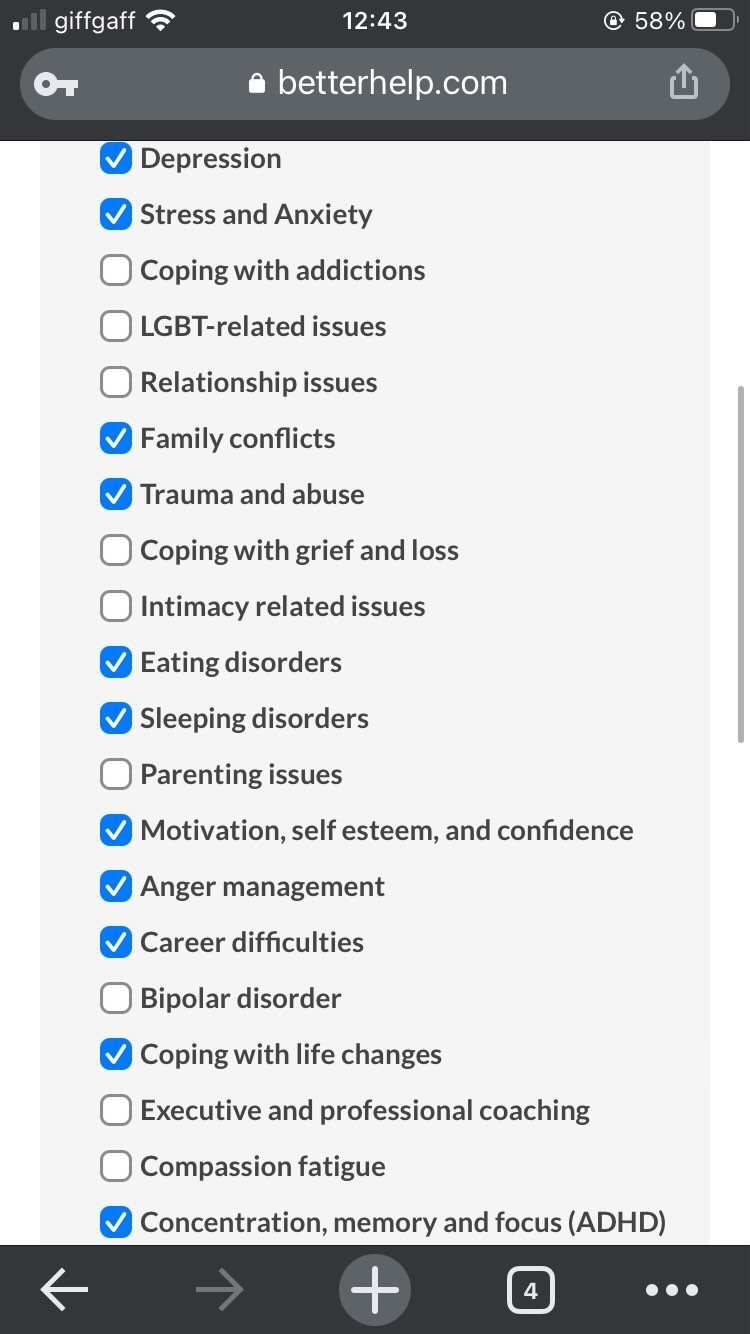 giffgaff
12:43
58%
betterhelp.com
Depression
Stress and Anxiety
Coping with addictions
LGBT-related issues
Relationship issues
Family conflicts
Trauma and abuse
Coping with grief and loss
Intimacy related issues
Eating disorders
Sleeping disorders
Parenting issues
Motivation, self esteem, and confidence
Anger management
Career difficulties
Bipolar disorder
Coping with life changes
Executive and professional coaching
Compassion fatigue
Concentration, memory and focus (ADHD)
4